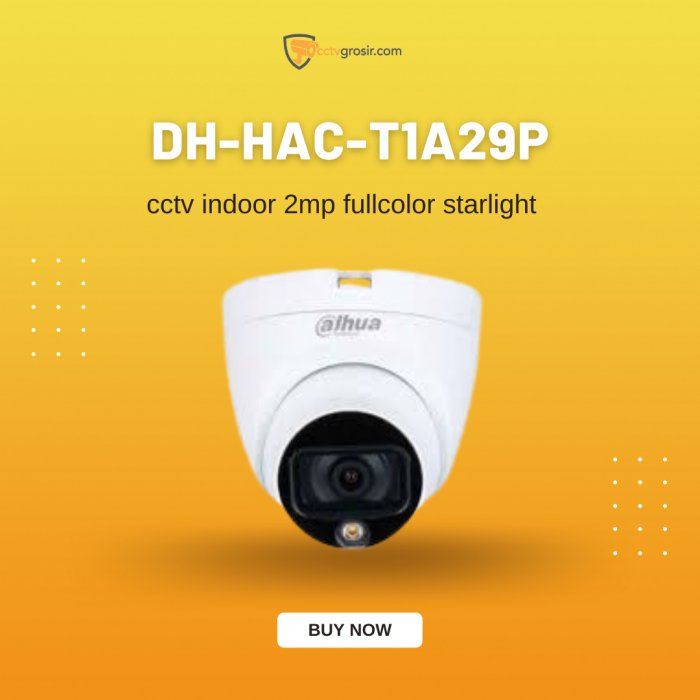 cctvgrosir.com
DH-HAC-T1A29P
cctv indoor 2mp fullcolor starlight
alhua
BUY NOW